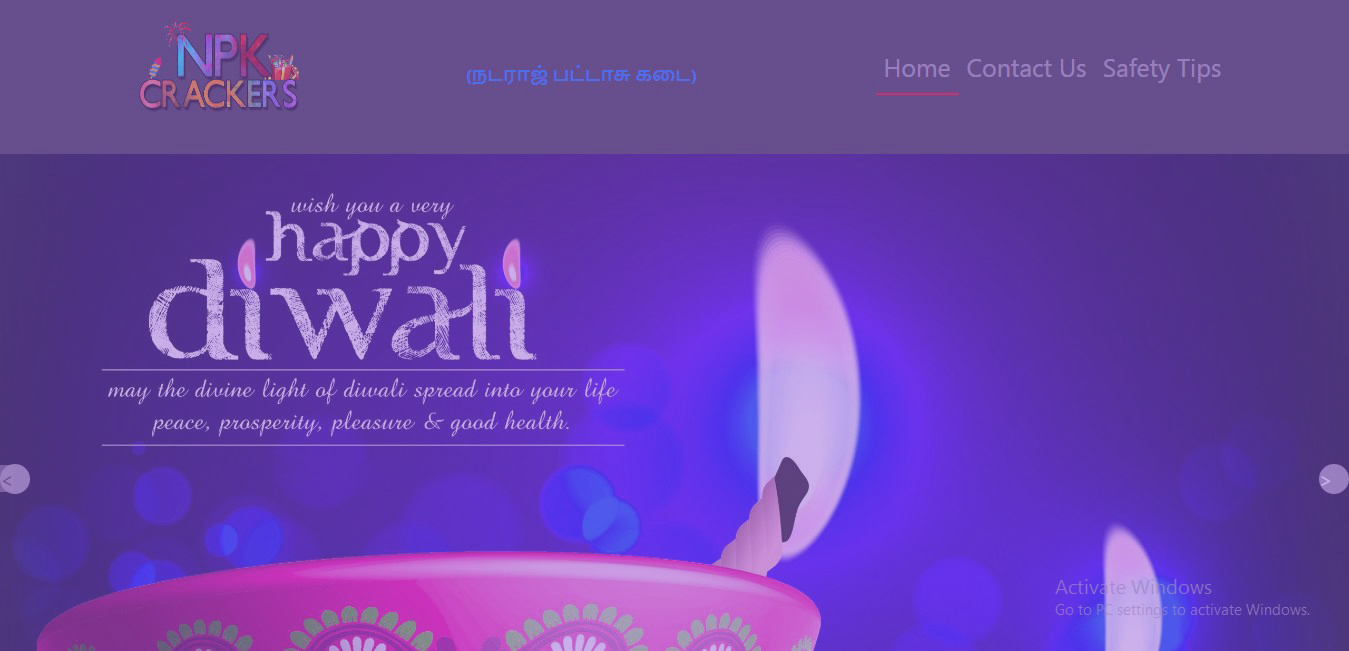 NPK
CRACKERS
(நடராஜ் பட்டாசு கடை)
Home Contact Us Safety Tips
wish you a very
happy
diwali
may the divine light of diwali spread into your life
peace, prosperity, pleasure & good health.
< >
Activate Windows
Go to PC settings to activate Windows.